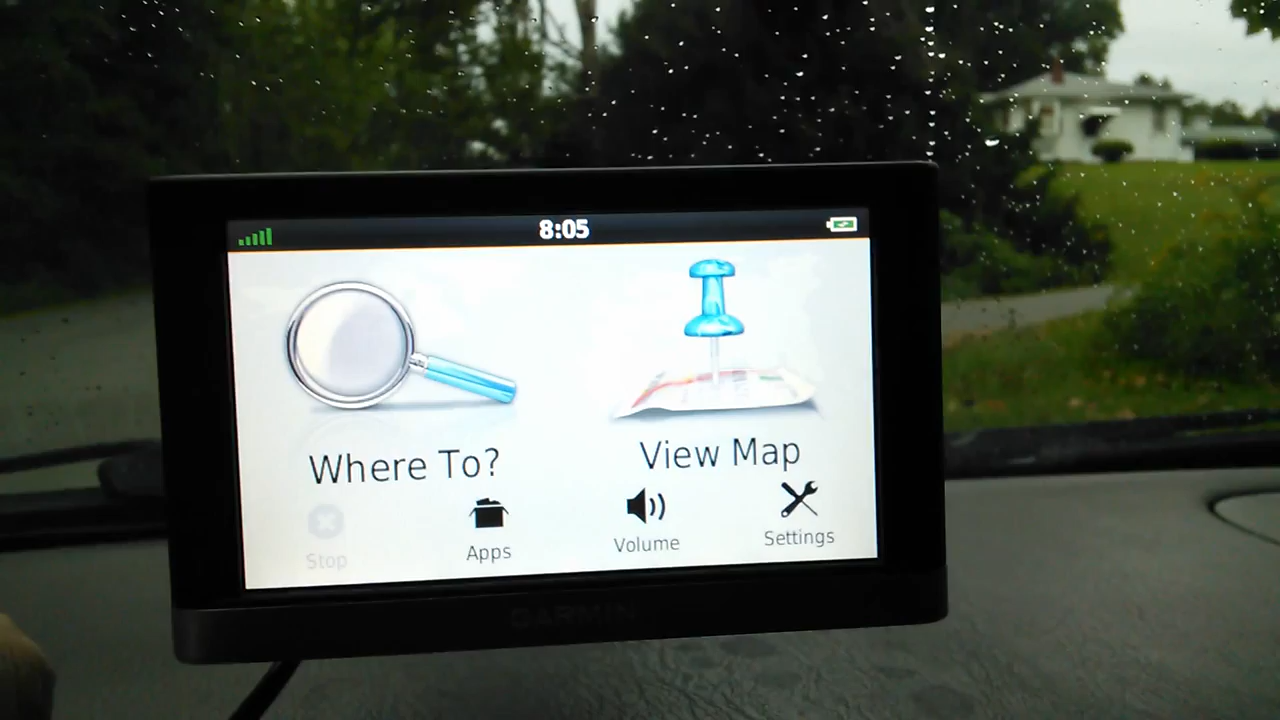 8:05
Where To?
View Map
Stop
Apps
Volume
Settings
GARMIN